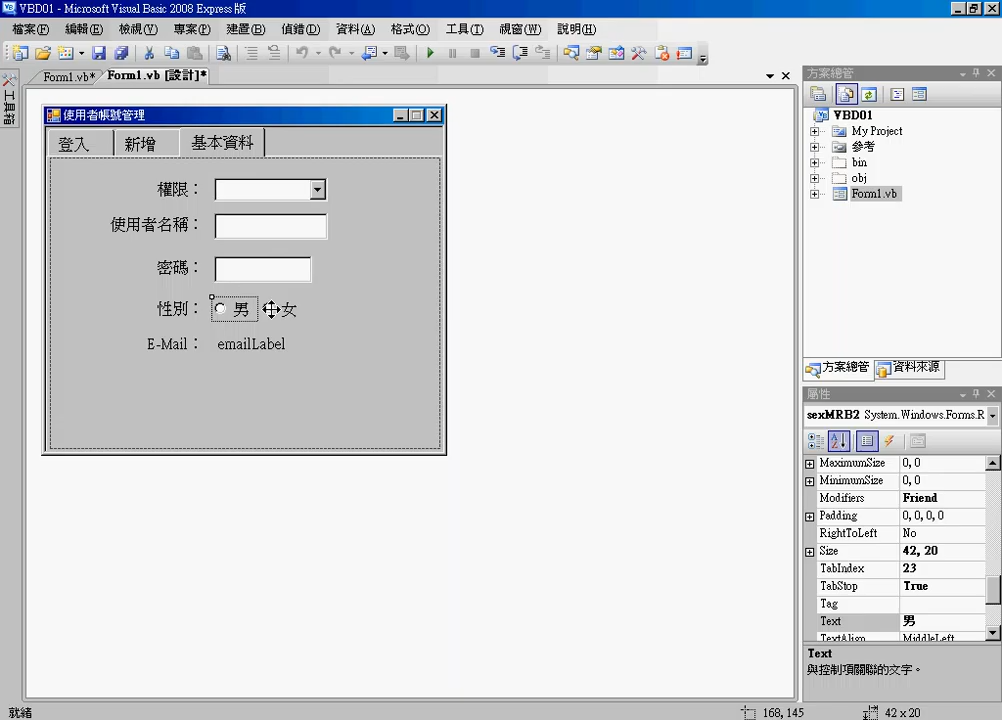 VBD01 - Microsoft Visual Basic 2008 Express 版
檔案(F) 編輯(E) 檢視(V) 專案(P) 建置(B) 偵錯(D) 資料(A) 格式(O) 工具(T) 視窗(W) 說明(H)
Form1.vb* Form1.vb [設計]*
工具箱
使用者帳號管理
登入 新增 基本資料
權限：
使用者名稱：
密碼：
性別： 男 女
E-Mail： emailLabel
方案總管
VBD01
My Project
參考
bin
obj
Form1.vb
方案總管 資料來源
屬性
sexMRB2 System.Windows.Forms.R
MaximumSize 0, 0
MinimumSize 0, 0
Modifiers Friend
Padding 0, 0, 0, 0
RightToLeft No
Size 42, 20
TabIndex 23
TabStop True
Tag
Text 男
TextAlign MiddleLeft
Text
與控制項關聯的文字。
就緒 168, 145 42 x 20